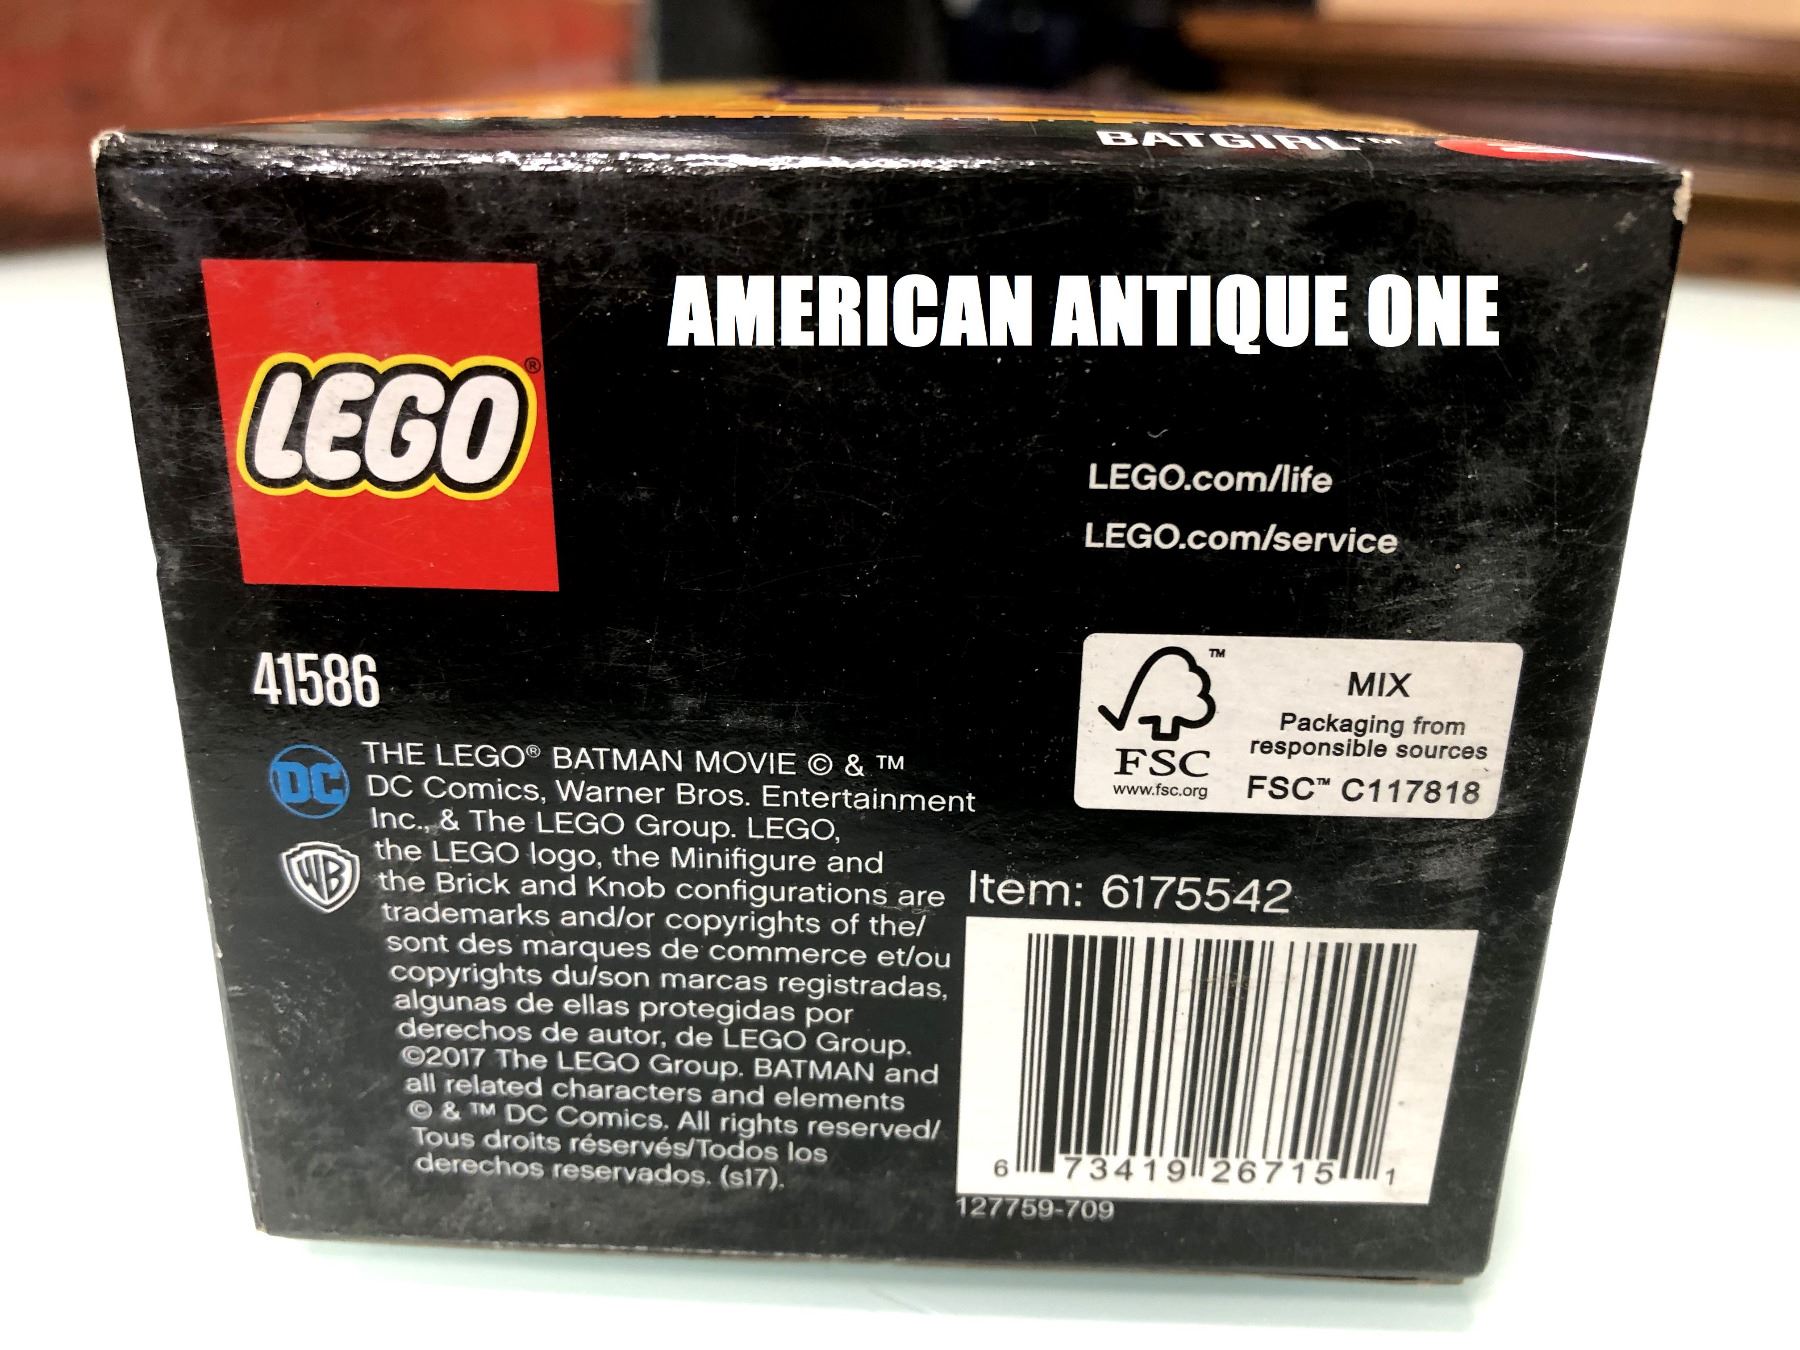 BATGIRL™
AMERICAN ANTIQUE ONE
LEGO®
LEGO.com/life
LEGO.com/service
41586
™
MIX
Packaging from
responsible sources
FSC
www.fsc.org
FSC™ C117818
DC
THE LEGO® BATMAN MOVIE © & ™
DC Comics, Warner Bros. Entertainment
Inc., & The LEGO Group. LEGO,
WB
the LEGO logo, the Minifigure and
the Brick and Knob configurations are
trademarks and/or copyrights of the/
sont des marques de commerce et/ou
copyrights du/son marcas registradas,
algunas de ellas protegidas por
derechos de autor, de LEGO Group.
©2017 The LEGO Group. BATMAN and
all related characters and elements
© & ™ DC Comics. All rights reserved/
Tous droits réservés/Todos los
derechos reservados. (s17).
Item: 6175542
6 73419 26715 1
127759-709